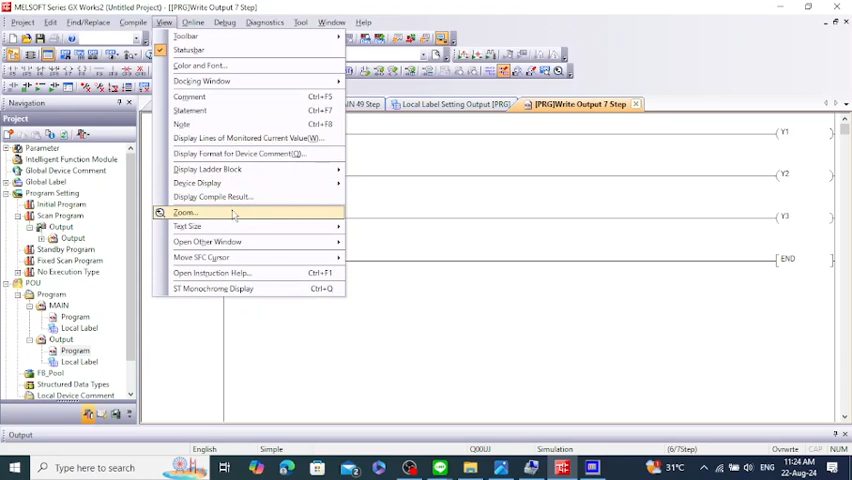 MELSOFT Series GX Works2 (Untitled Project) - [[PRG]Write Output 7 Step]
Project Edit Find/Replace Compile View Online Debug Diagnostics Tool Window Help
Toolbar
Statusbar
Color and Font...
Docking Window
Comment Ctrl+F5
Statement Ctrl+F7
Note Ctrl+F8
Display Lines of Monitored Current Value(W)...
Display Format for Device Comment(Q)...
Display Ladder Block
Device Display
Display Compile Result...
Zoom...
Text Size
Open Other Window
Move SFC Cursor
Open Instruction Help... Ctrl+F1
ST Monochrome Display Ctrl+Q
Navigation
Project
Parameter
Intelligent Function Module
Global Device Comment
Global Label
Program Setting
Initial Program
Scan Program
Output
Output
Standby Program
Fixed Scan Program
No Execution Type
POU
Program
MAIN
Program
Local Label
Output
Program
Local Label
FB_Pool
Structured Data Types
Local Device Comment
IN 49 Step
Local Label Setting Output [PRG]
[PRG]Write Output 7 Step
Y1
Y2
Y3
END
Output
English Simple Q00UJ Simulation (6/7Step) Ovrwrte CAP NUM
Type here to search
31°C
ENG
11:24 AM
22-Aug-24